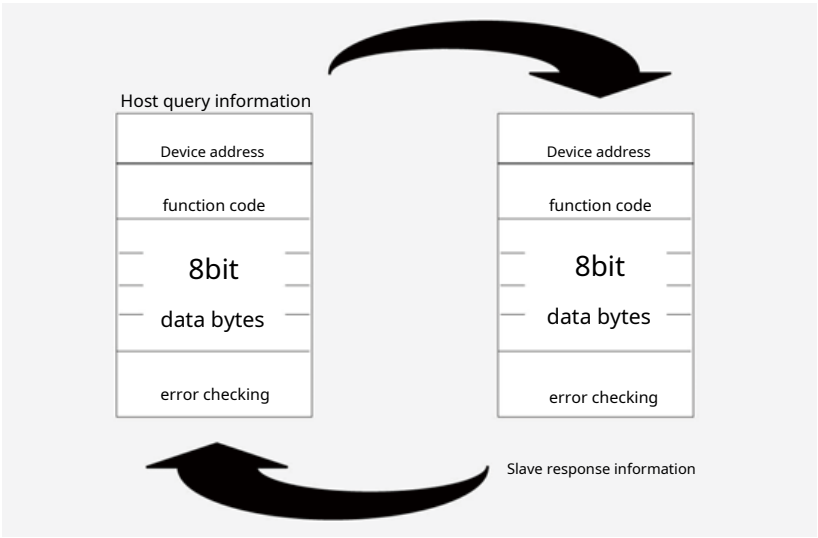 Host query information
Device address
function code
8bit
data bytes
error checking
Device address
function code
8bit
data bytes
error checking
Slave response information